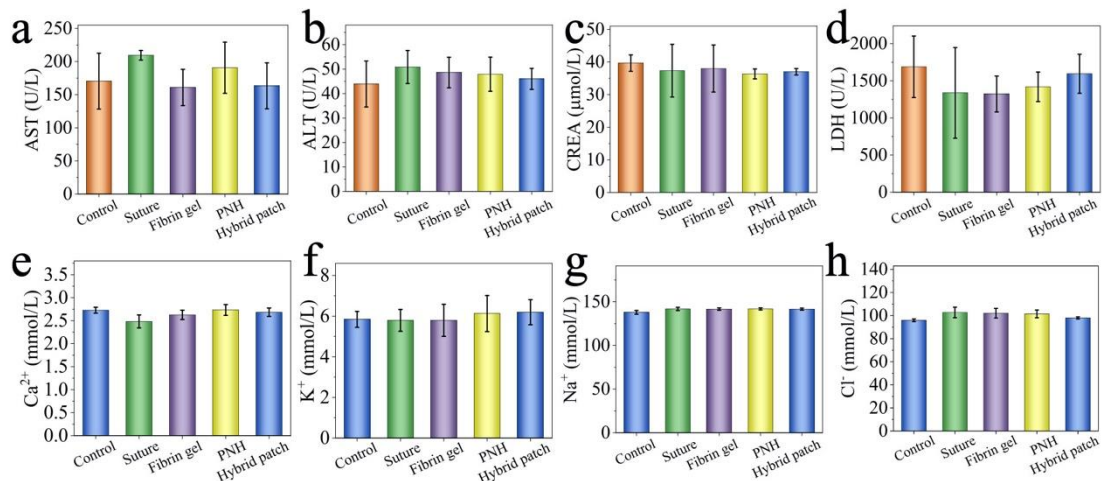 a
AST (U/L)
250
200
150
100
50
0
Control
Suture
Fibrin gel
PNH
Hybrid patch
b
ALT (U/L)
60
50
40
30
20
10
0
Control
Suture
Fibrin gel
PNH
Hybrid patch
c
CREA (μmol/L)
50
40
30
20
10
0
Control
Suture
Fibrin gel
PNH
Hybrid patch
d
LDH (U/L)
2000
1500
1000
500
0
Control
Suture
Fibrin gel
PNH
Hybrid patch
e
Ca²⁺ (mmol/L)
3.5
3.0
2.5
2.0
1.5
1.0
0.5
0.0
Control
Suture
Fibrin gel
PNH
Hybrid patch
f
K⁺ (mmol/L)
8
6
4
2
0
Control
Suture
Fibrin gel
PNH
Hybrid patch
g
Na⁺ (mmol/L)
150
100
50
0
Control
Suture
Fibrin gel
PNH
Hybrid patch
h
Cl⁻ (mmol/L)
140
120
100
80
60
40
20
0
Control
Suture
Fibrin gel
PNH
Hybrid patch